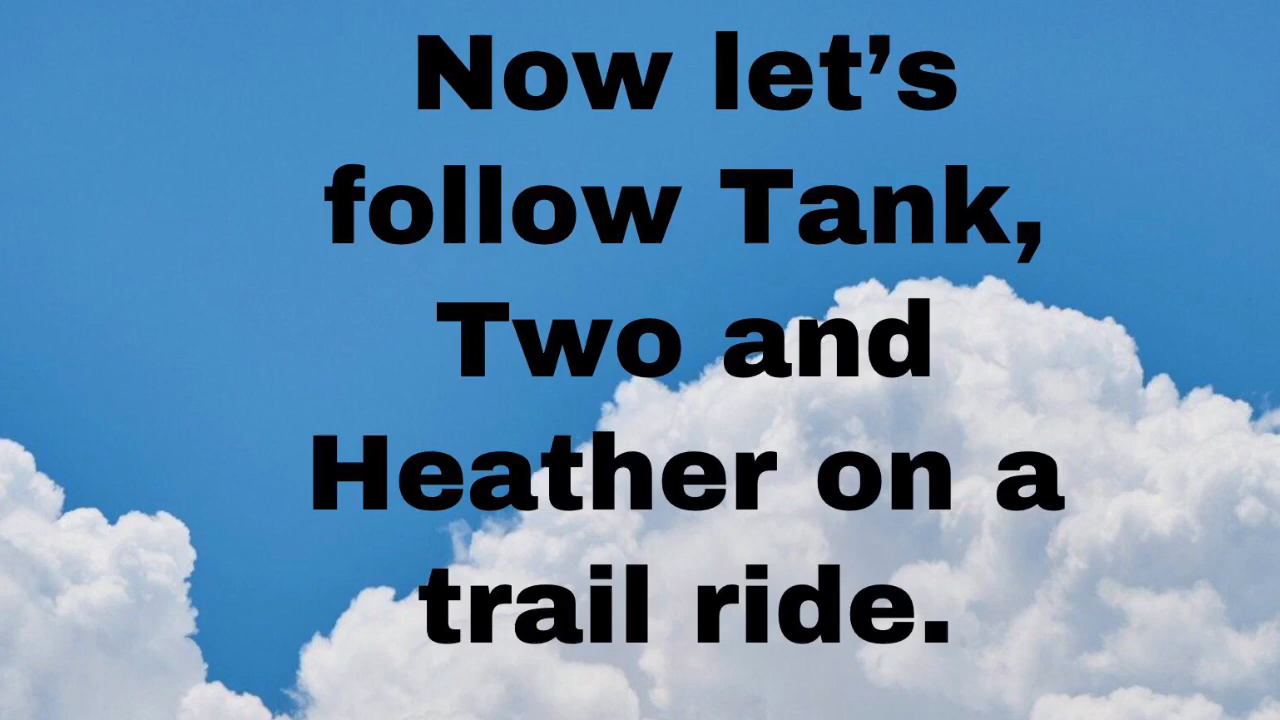 Now let’s
follow Tank,
Two and
Heather on a
trail ride.